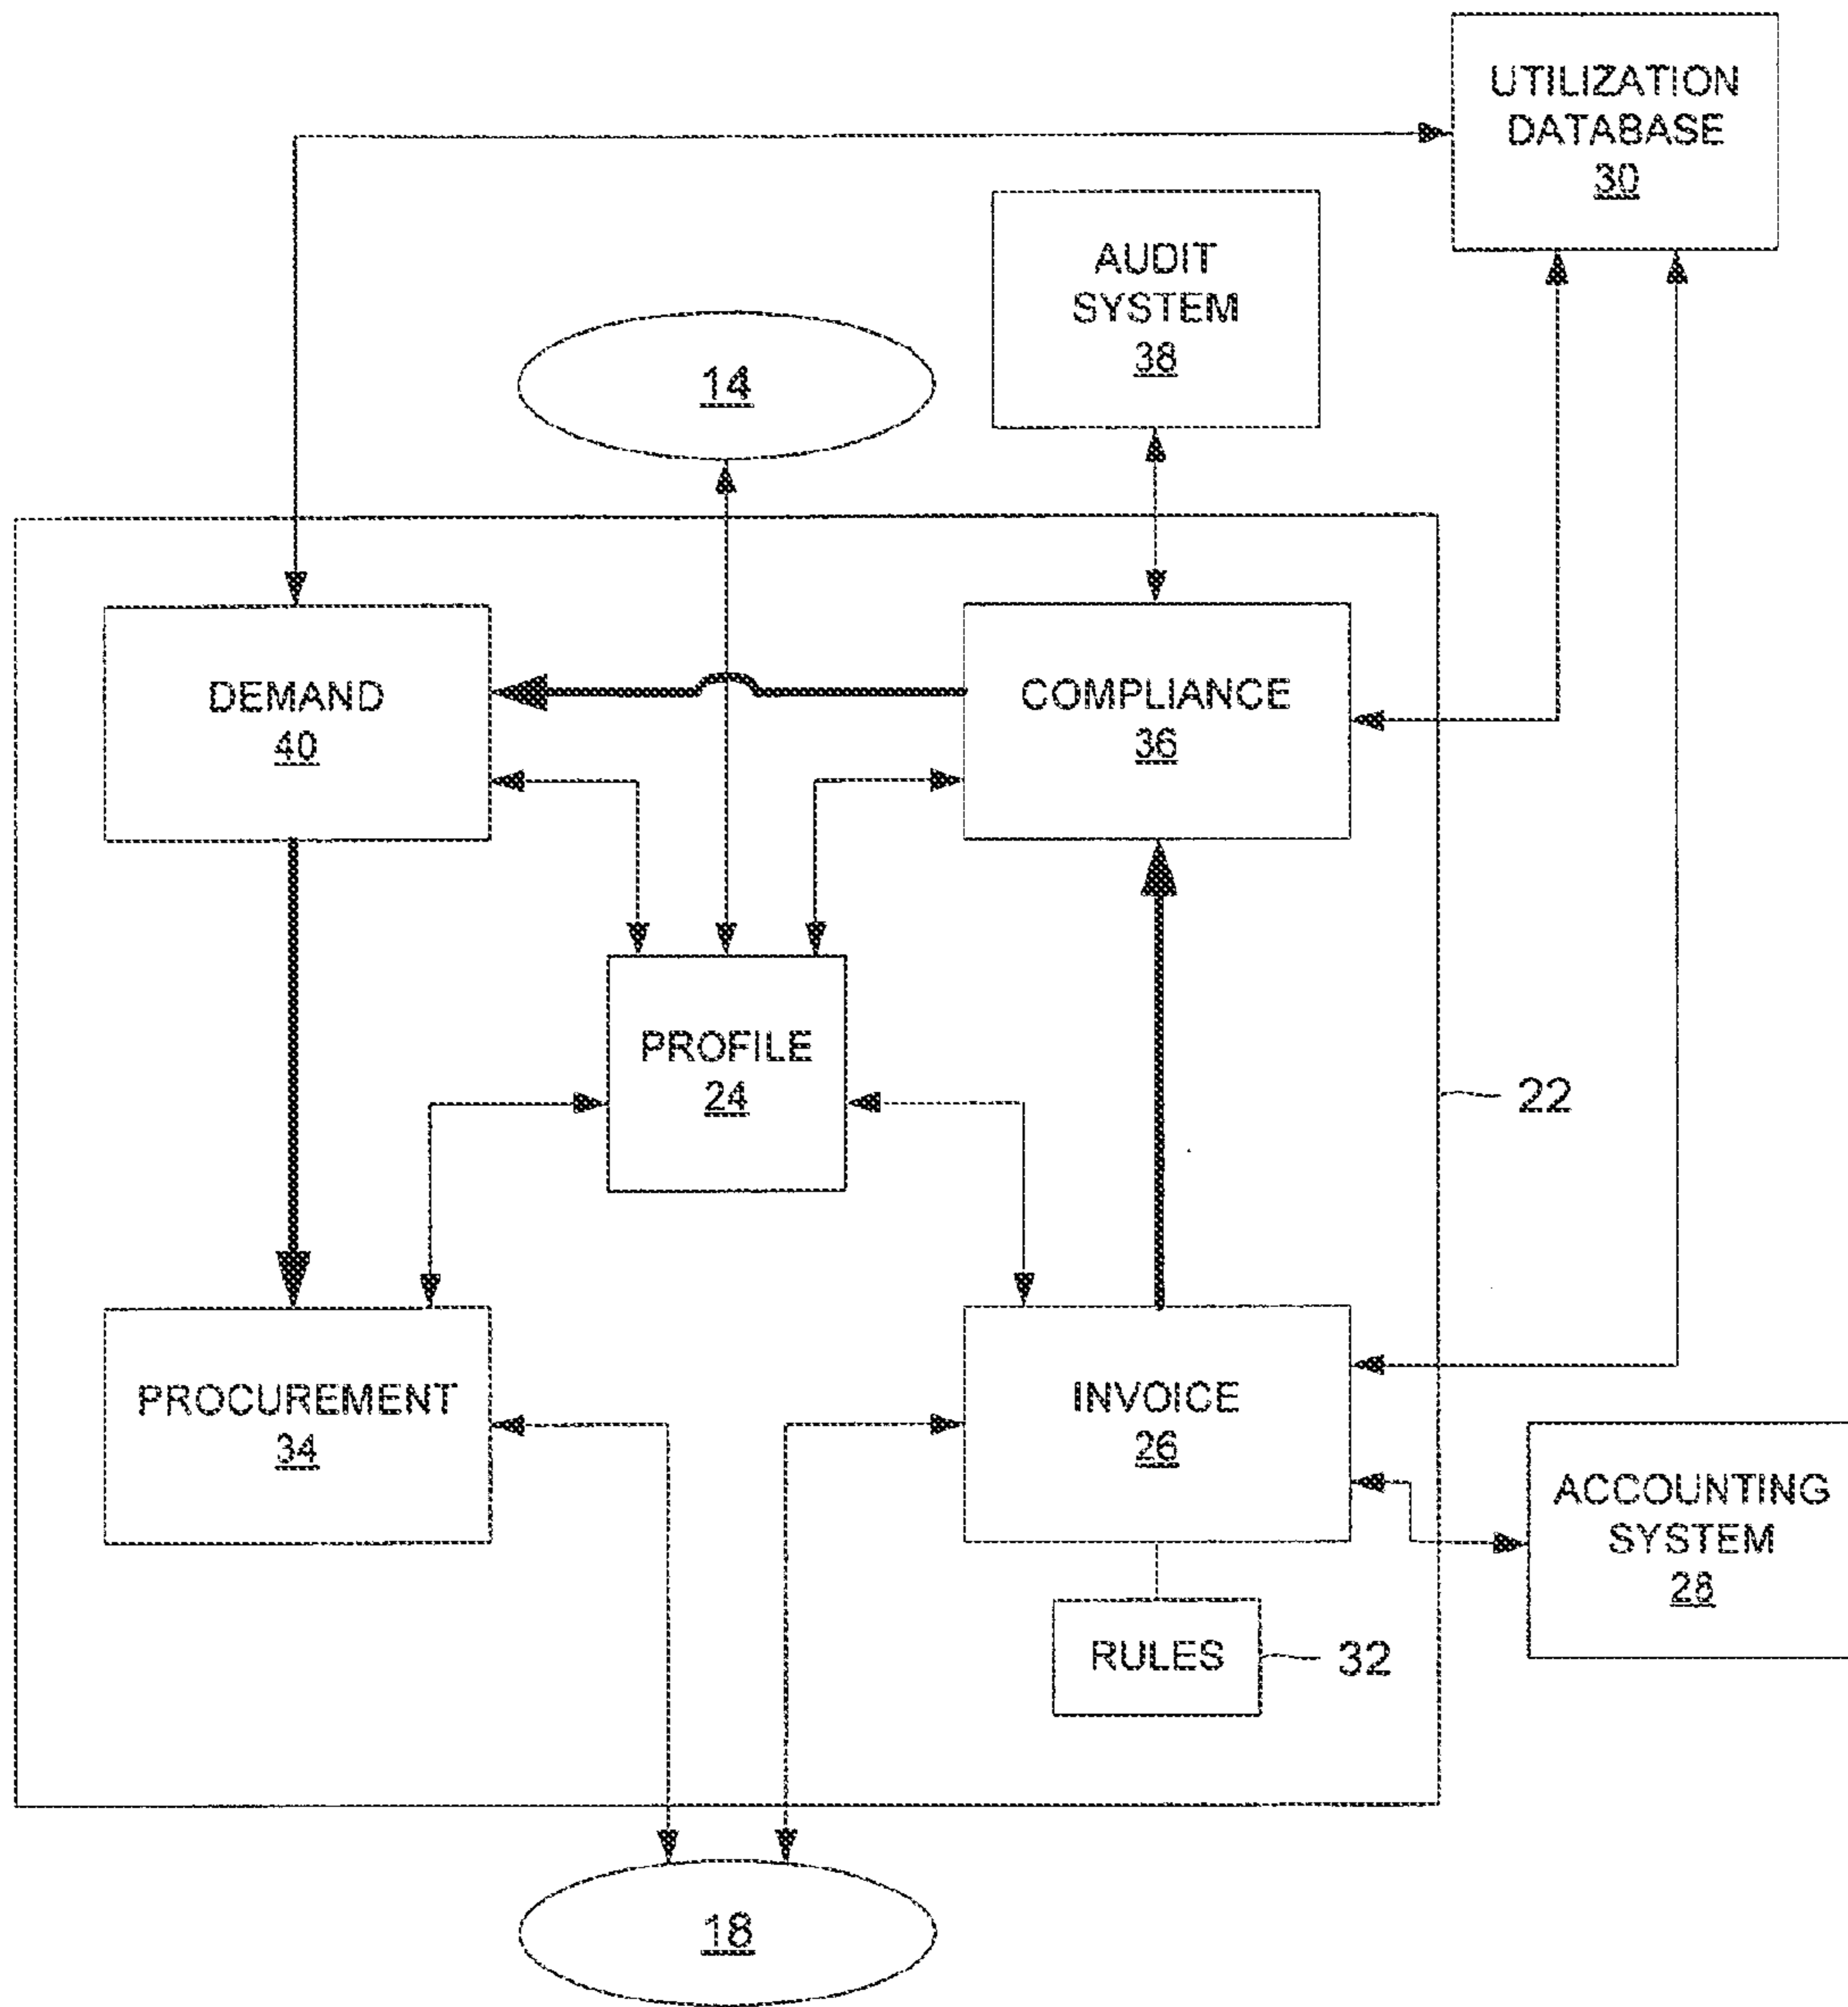 UTILIZATION
DATABASE
30
AUDIT
SYSTEM
38
14
DEMAND
40
COMPLIANCE
36
PROFILE
24
22
PROCUREMENT
34
INVOICE
26
ACCOUNTING
SYSTEM
28
RULES
32
18